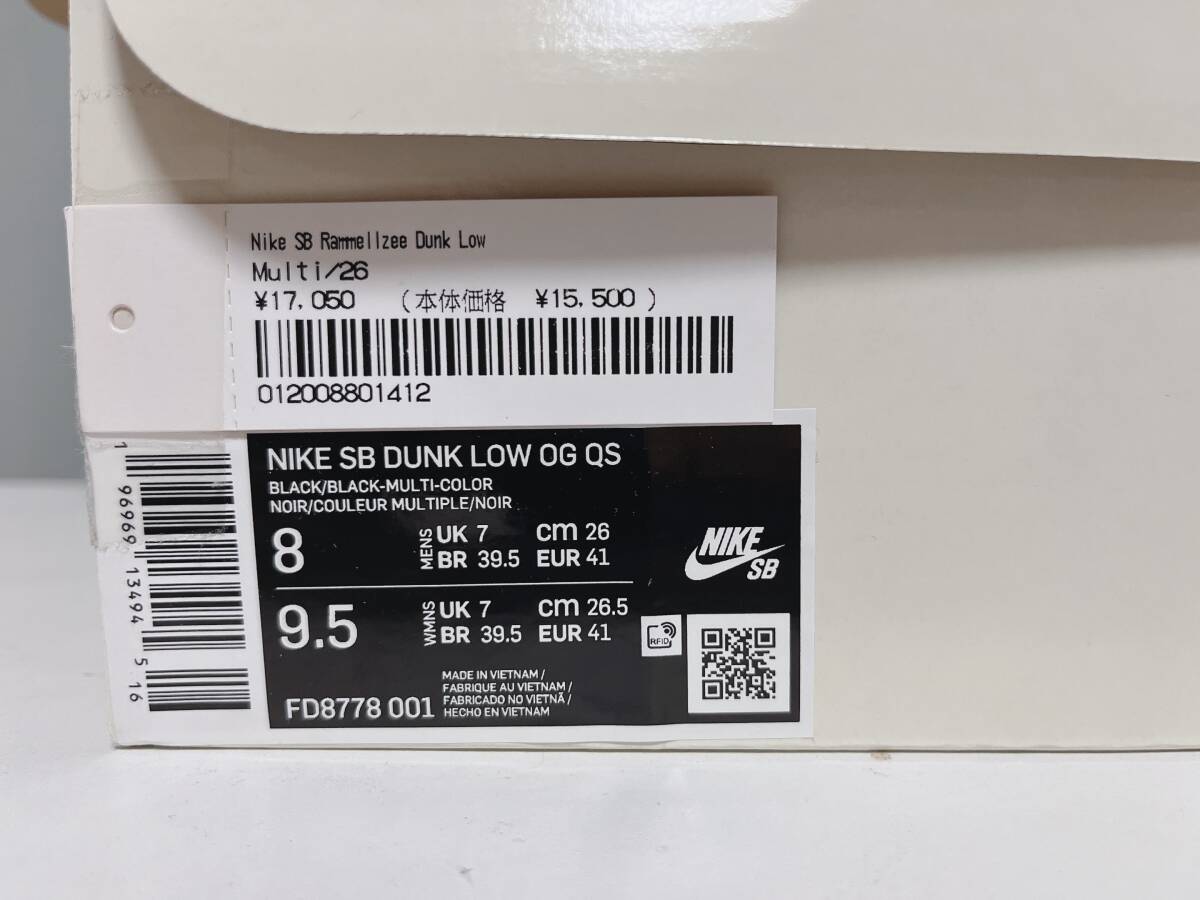 Nike SB Rammellzee Dunk Low
Multi/26
¥17,050 (本体価格 ¥15,500)
012008801412
1 96969 13494 5 16
NIKE SB DUNK LOW OG QS
BLACK/BLACK-MULTI-COLOR
NOIR/COULEUR MULTIPLE/NOIR
8 MENS UK 7 cm 26
BR 39.5 EUR 41
9.5 WMNS UK 7 cm 26.5
BR 39.5 EUR 41
NIKE
SB
RFID
FD8778 001
MADE IN VIETNAM /
FABRIQUE AU VIETNAM /
FABRICADO NO VIETNÃ /
HECHO EN VIETNAM